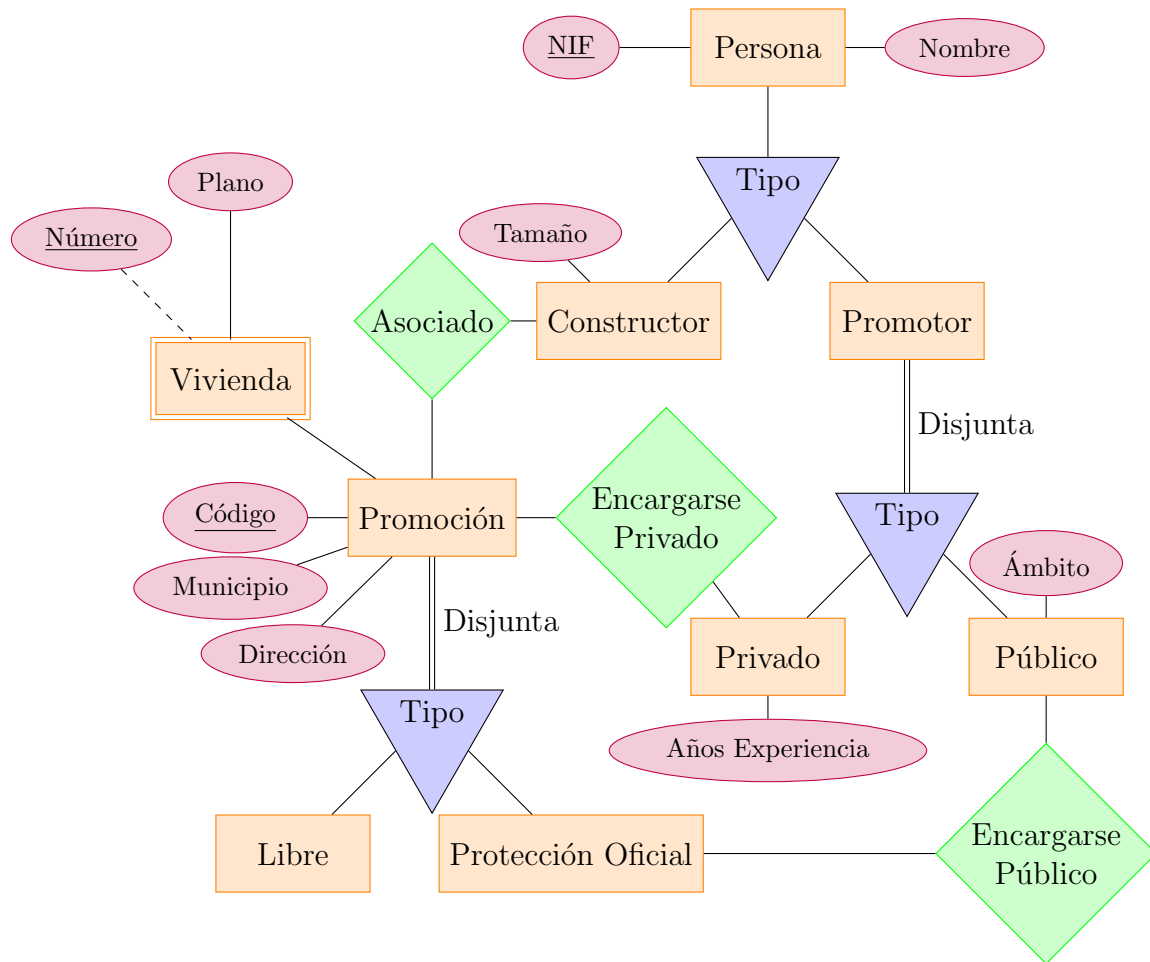 NIF
Persona
Nombre
Tipo
Plano
Número
Tamaño
Asociado
Constructor
Promotor
Vivienda
Disjunta
Código
Promoción
Encargarse
Privado
Tipo
Municipio
Ámbito
Disjunta
Dirección
Privado
Público
Tipo
Años Experiencia
Libre
Protección Oficial
Encargarse
Público